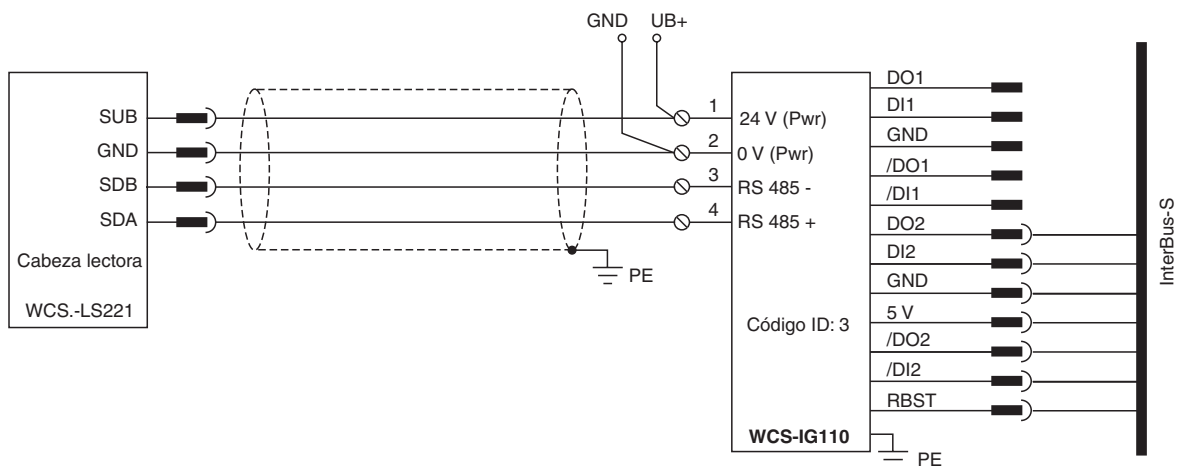 GND UB+
SUB
GND
SDB
SDA
Cabeza lectora
WCS.-LS221
PE
1
2
3
4
24 V (Pwr)
0 V (Pwr)
RS 485 -
RS 485 +
Código ID: 3
WCS-IG110
DO1
DI1
GND
/DO1
/DI1
DO2
DI2
GND
5 V
/DO2
/DI2
RBST
PE
InterBus-S